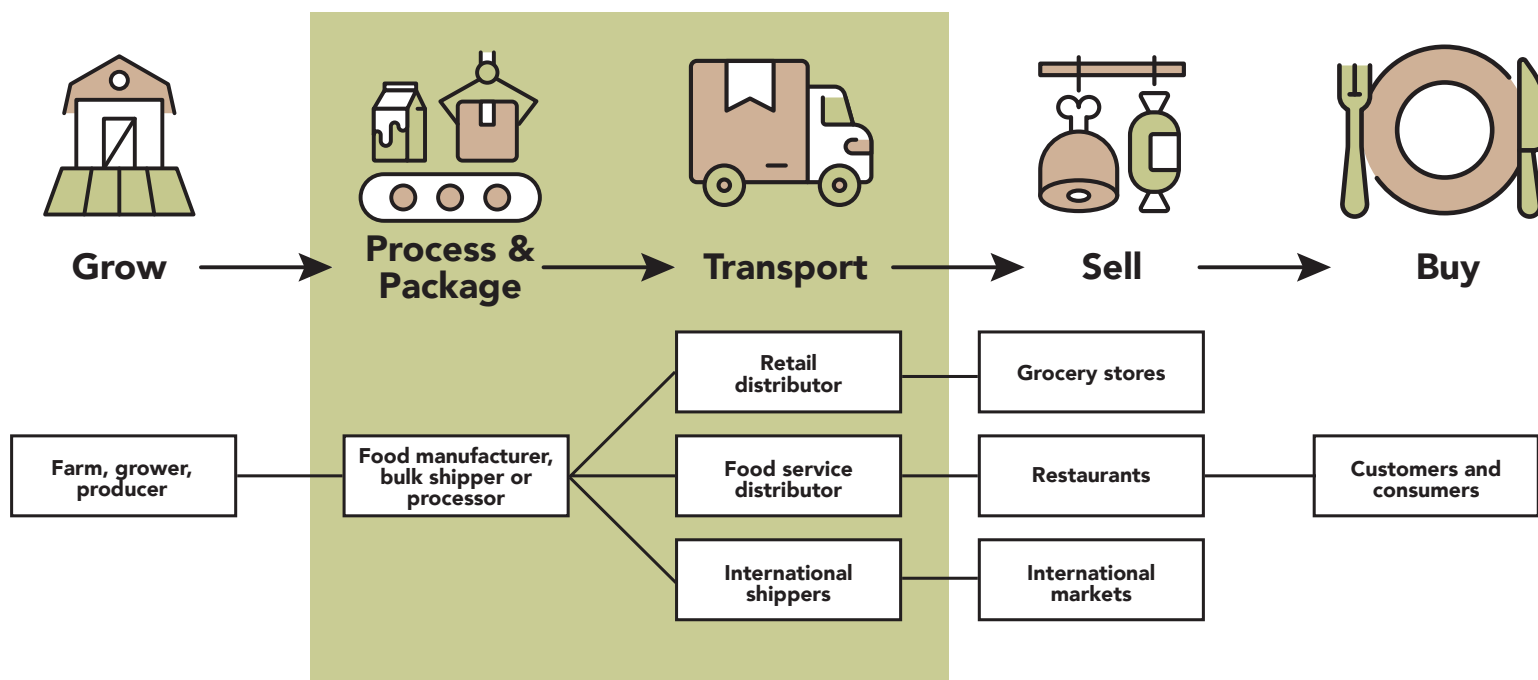 Grow
Process &
Package
Transport
Sell
Buy
Farm, grower,
producer
Food manufacturer,
bulk shipper or
processor
Retail
distributor
Food service
distributor
International
shippers
Grocery stores
Restaurants
International
markets
Customers and
consumers